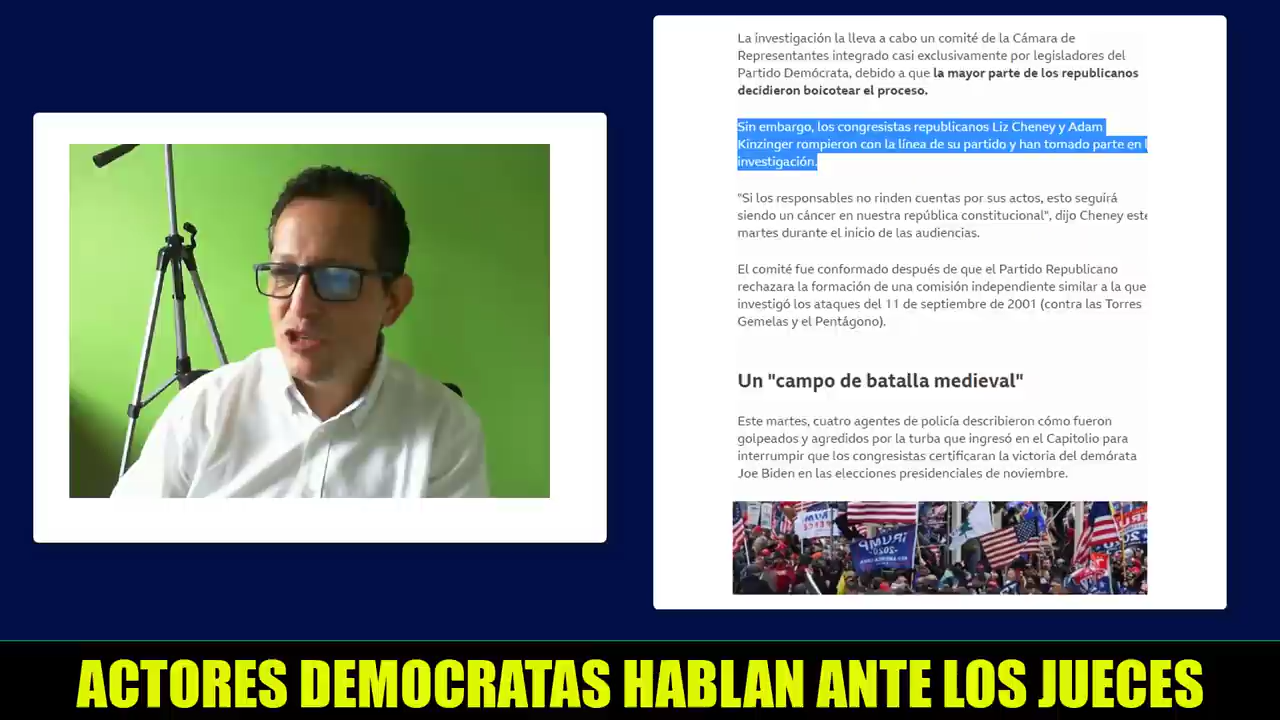 La investigación la lleva a cabo un comité de la Cámara de
Representantes integrado casi exclusivamente por legisladores del
Partido Demócrata, debido a que la mayor parte de los republicanos
decidieron boicotear el proceso.
Sin embargo, los congresistas republicanos Liz Cheney y Adam
Kinzinger rompieron con la línea de su partido y han tomado parte en l
investigación.
"Si los responsables no rinden cuentas por sus actos, esto seguirá
siendo un cáncer en nuestra república constitucional", dijo Cheney este
martes durante el inicio de las audiencias.
El comité fue conformado después de que el Partido Republicano
rechazara la formación de una comisión independiente similar a la que
investigó los ataques del 11 de septiembre de 2001 (contra las Torres
Gemelas y el Pentágono).
Un "campo de batalla medieval"
Este martes, cuatro agentes de policía describieron cómo fueron
golpeados y agredidos por la turba que ingresó en el Capitolio para
interrumpir que los congresistas certificaran la victoria del demórata
Joe Biden en las elecciones presidenciales de noviembre.
TRUMP
2020
ACTORES DEMOCRATAS HABLAN ANTE LOS JUECES